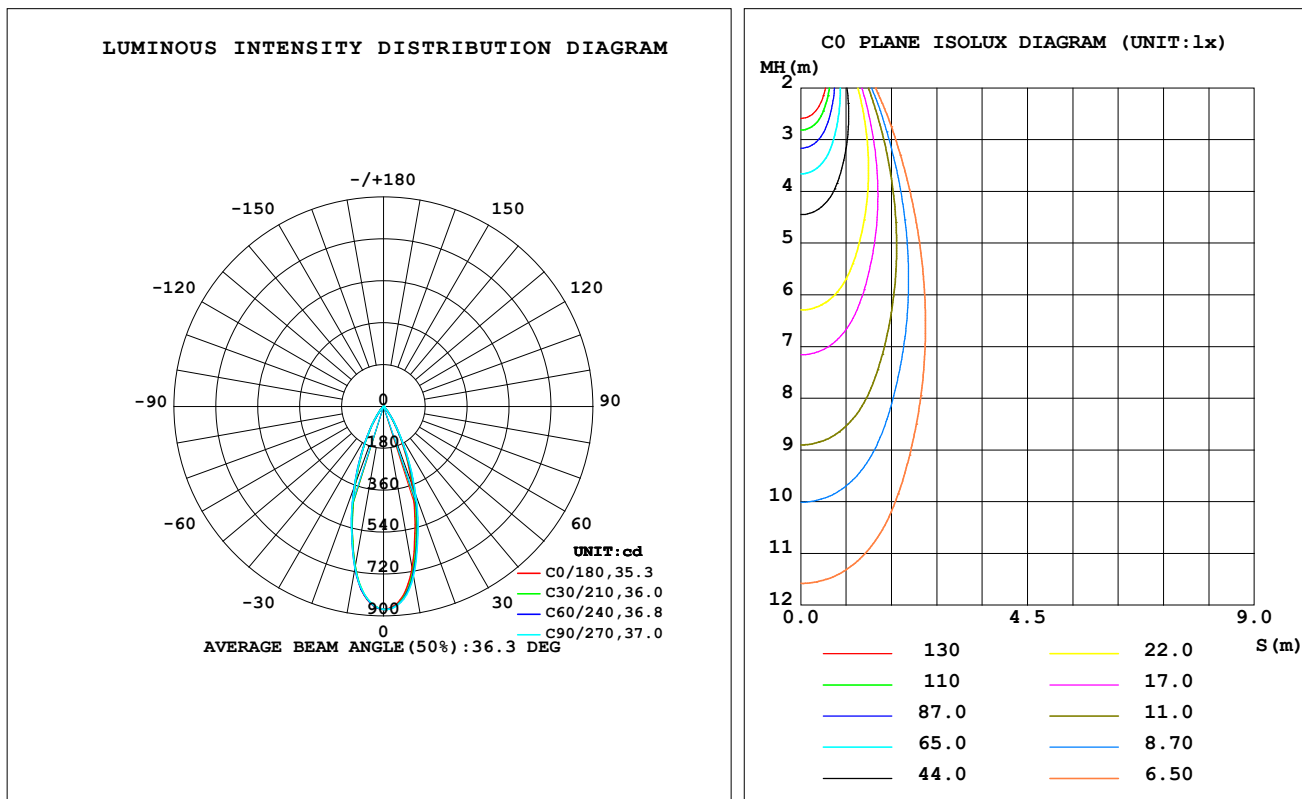 LUMINOUS INTENSITY DISTRIBUTION DIAGRAM
-/+180
-150 150
-120 120
-90 90
-60 60
-30 30
0
0
180
360
540
720
900
UNIT:cd
C0/180,35.3
C30/210,36.0
C60/240,36.8
C90/270,37.0
AVERAGE BEAM ANGLE(50%):36.3 DEG
C0 PLANE ISOLUX DIAGRAM (UNIT:lx)
MH(m)
2
3
4
5
6
7
8
9
10
11
12
0.0 4.5 9.0
S(m)
130 22.0
110 17.0
87.0 11.0
65.0 8.70
44.0 6.50